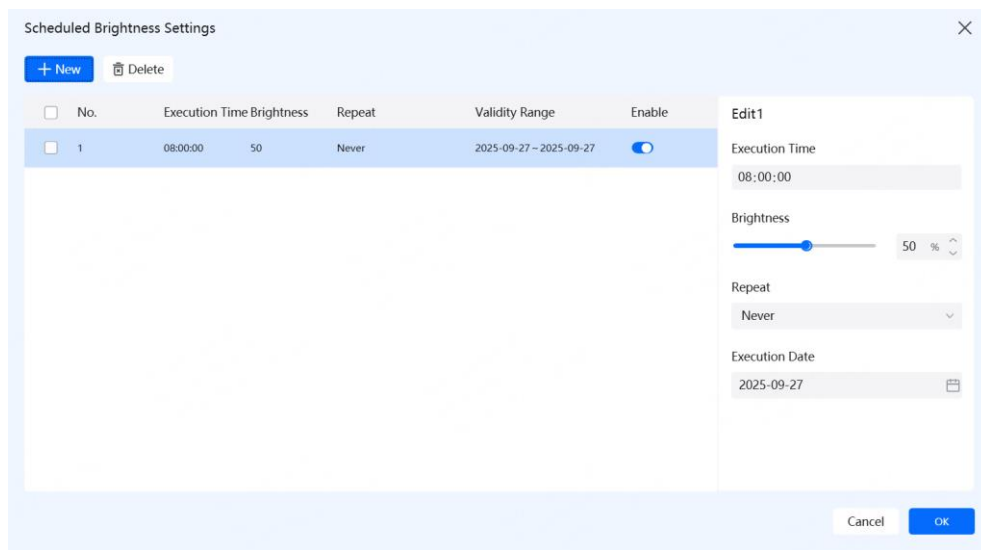 Scheduled Brightness Settings
New Delete
No. Execution Time Brightness Repeat Validity Range Enable
1 08:00:00 50 Never 2025-09-27 ~ 2025-09-27
Edit1
Execution Time
08:00:00
Brightness
50 %
Repeat
Never
Execution Date
2025-09-27
Cancel OK